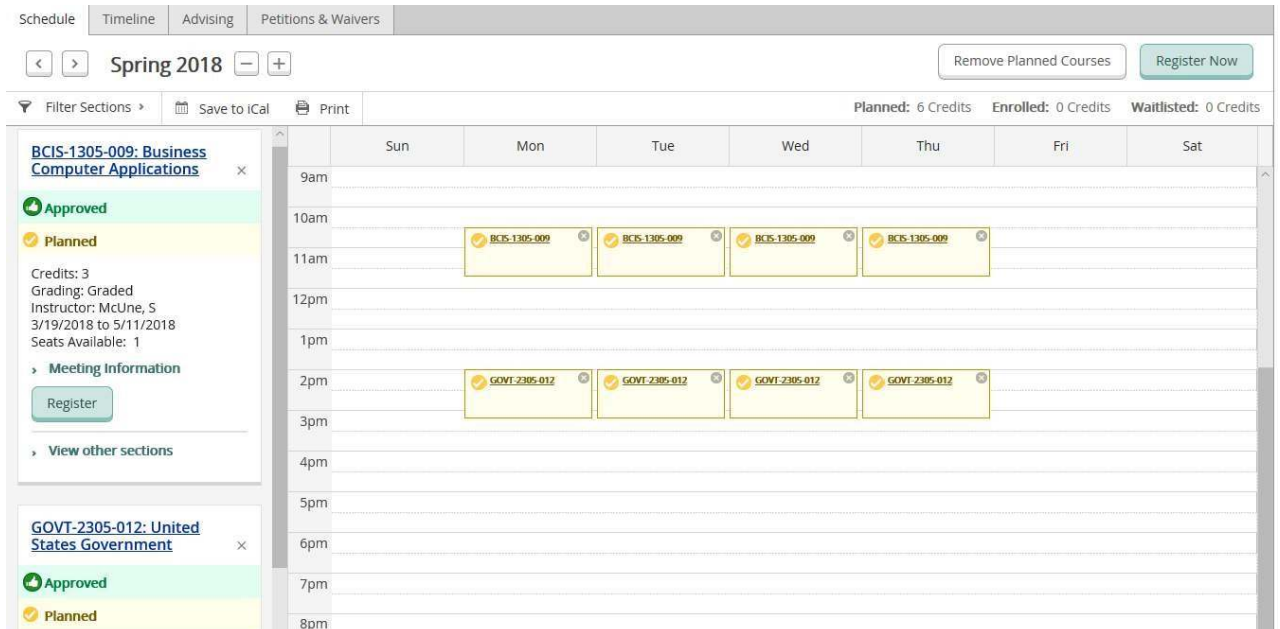 Schedule Timeline Advising Petitions & Waivers
Spring 2018
Remove Planned Courses Register Now
Filter Sections Save to iCal Print Planned: 6 Credits Enrolled: 0 Credits Waitlisted: 0 Credits
BCIS-1305-009: Business
Computer Applications
Approved
Planned
Credits: 3
Grading: Graded
Instructor: McUne, S
3/19/2018 to 5/11/2018
Seats Available: 1
Meeting Information
Register
View other sections
GOVT-2305-012: United
States Government
Approved
Planned
Sun Mon Tue Wed Thu Fri Sat
9am
10am
BCIS-1305-009 BCIS-1305-009 BCIS-1305-009 BCIS-1305-009
11am
12pm
1pm
2pm GOVT-2305-012 GOVT-2305-012 GOVT-2305-012 GOVT-2305-012
3pm
4pm
5pm
6pm
7pm
8pm